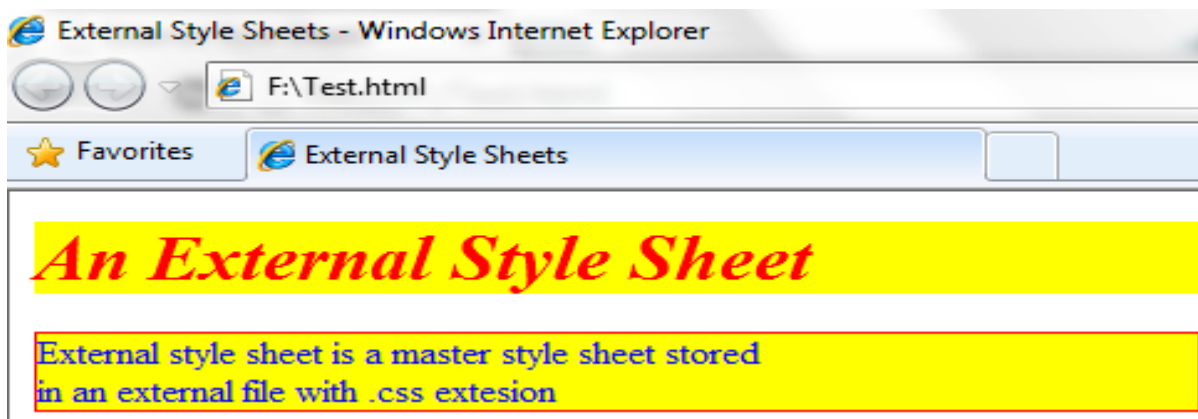 External Style Sheets - Windows Internet Explorer
F:\Test.html
Favorites
External Style Sheets
An External Style Sheet
External style sheet is a master style sheet stored
in an external file with .css extesion